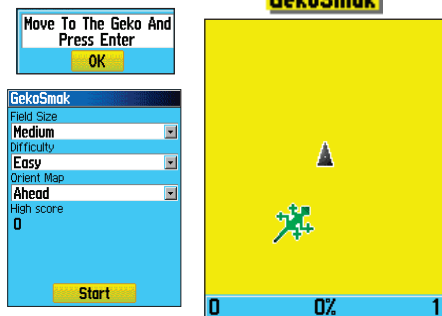 Move To The Geko And
Press Enter
OK
GekoSmak
Field Size
Medium
Difficulty
Easy
Orient Map
Ahead
High score
0
Start
GekoSmak
0 0% 1